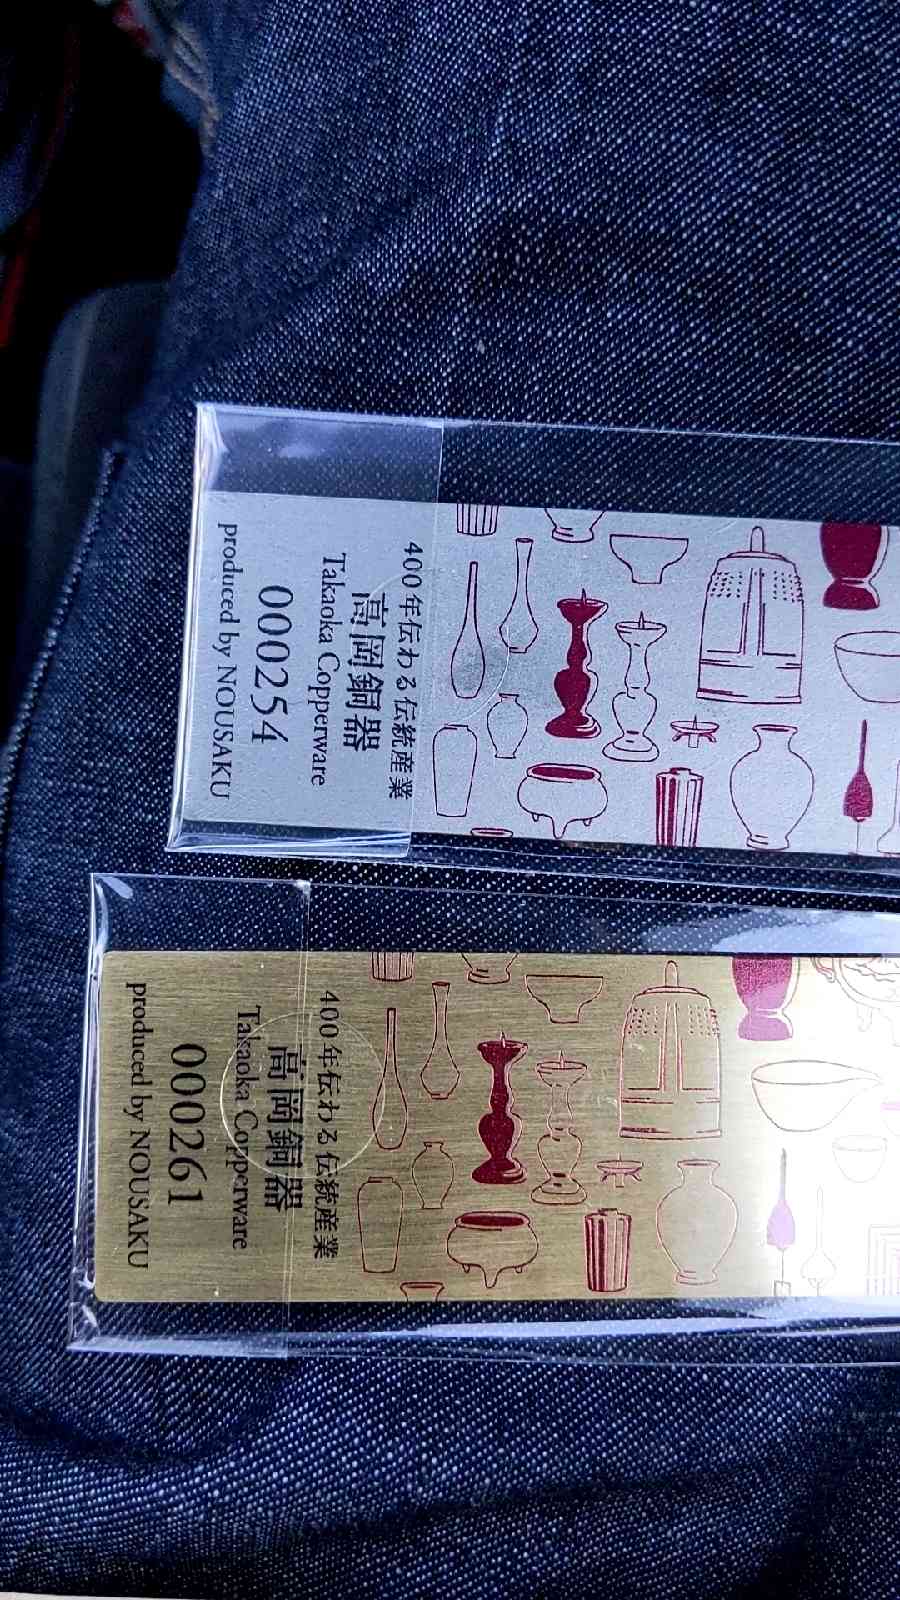 400年伝わる伝統産業
高岡銅器
Takaoka Copperware
000254
produced by NOUSAKU
400年伝わる伝統産業
高岡銅器
Takaoka Copperware
000261
produced by NOUSAKU